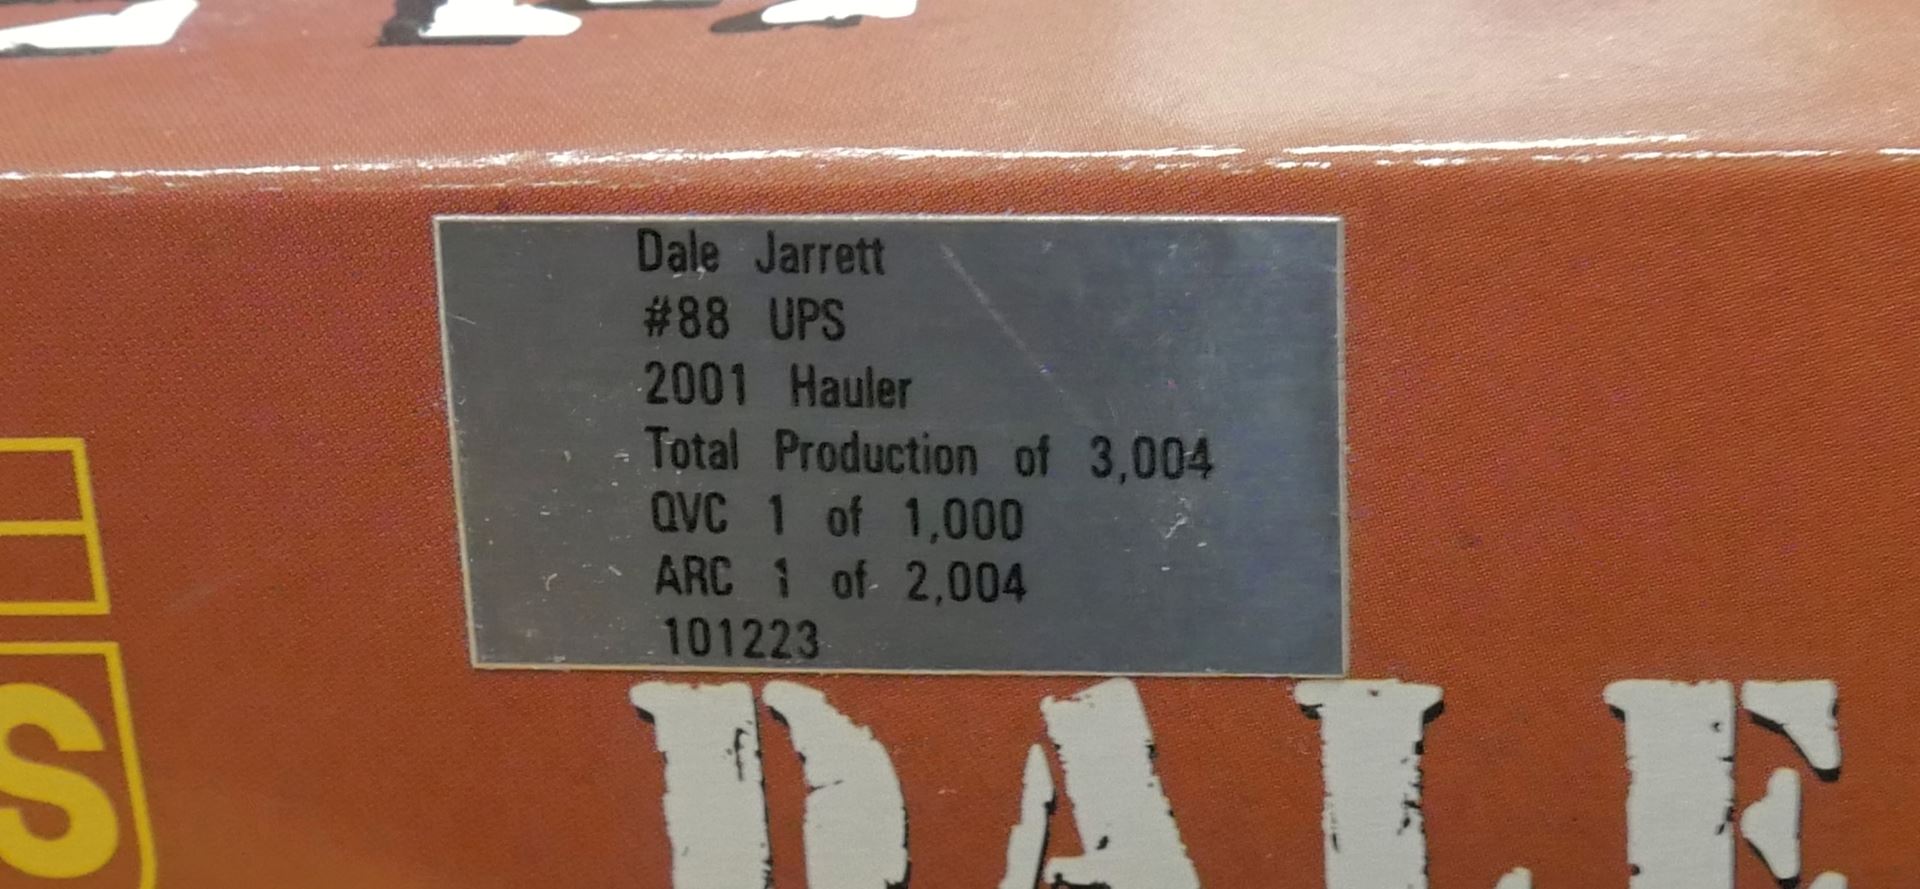 Dale Jarrett
#88 UPS
2001 Hauler
Total Production of 3,004
QVC 1 of 1,000
ARC 1 of 2,004
101223
S
DALE